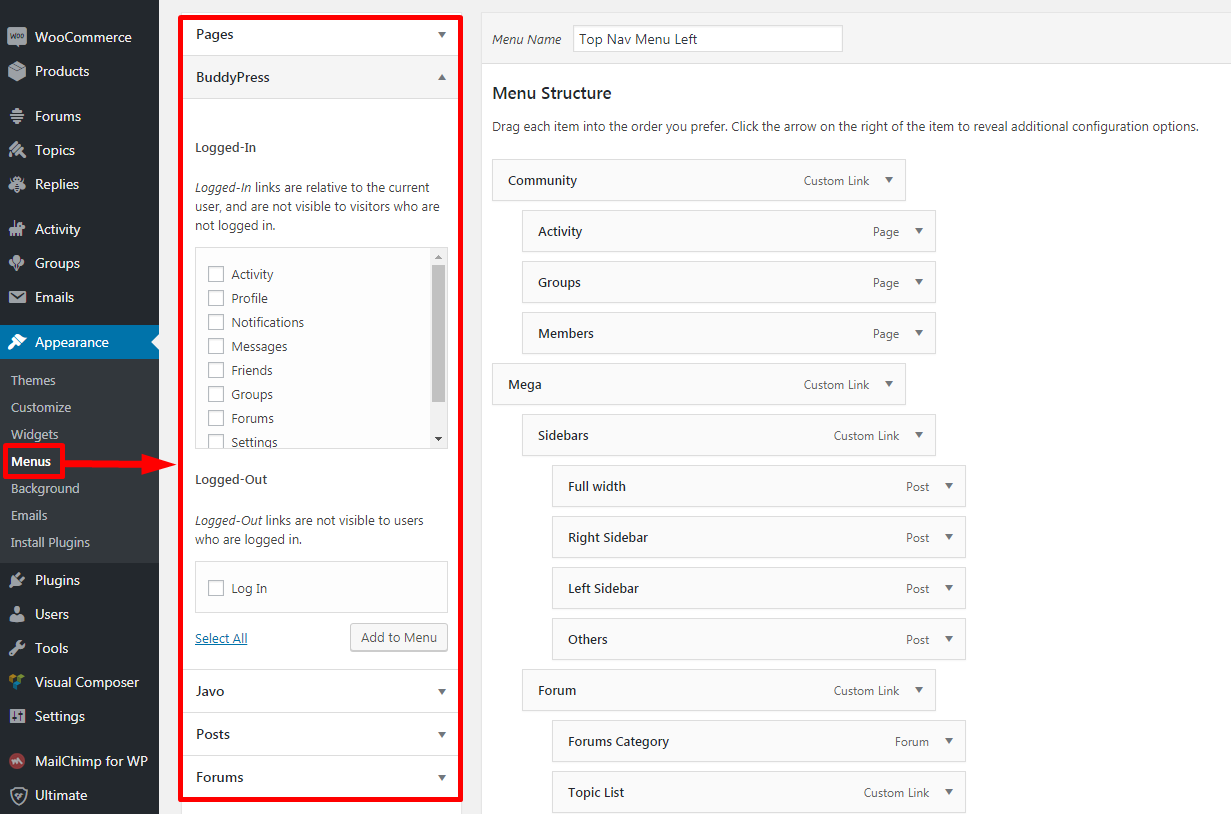 WooCommerce
Products
Forums
Topics
Replies
Activity
Groups
Emails
Appearance
Themes
Customize
Widgets
Menus
Background
Emails
Install Plugins
Plugins
Users
Tools
Visual Composer
Settings
MailChimp for WP
Ultimate
Pages
BuddyPress
Logged-In
Logged-In links are relative to the current
user, and are not visible to visitors who are
not logged in.
Activity
Profile
Notifications
Messages
Friends
Groups
Forums
Settings
Logged-Out
Logged-Out links are not visible to users
who are logged in.
Log In
Select All Add to Menu
Javo
Posts
Forums
Menu Name Top Nav Menu Left
Menu Structure
Drag each item into the order you prefer. Click the arrow on the right of the item to reveal additional configuration options.
Community Custom Link
Activity Page
Groups Page
Members Page
Mega Custom Link
Sidebars Custom Link
Full width Post
Right Sidebar Post
Left Sidebar Post
Others Post
Forum Custom Link
Forums Category Forum
Topic List Custom Link